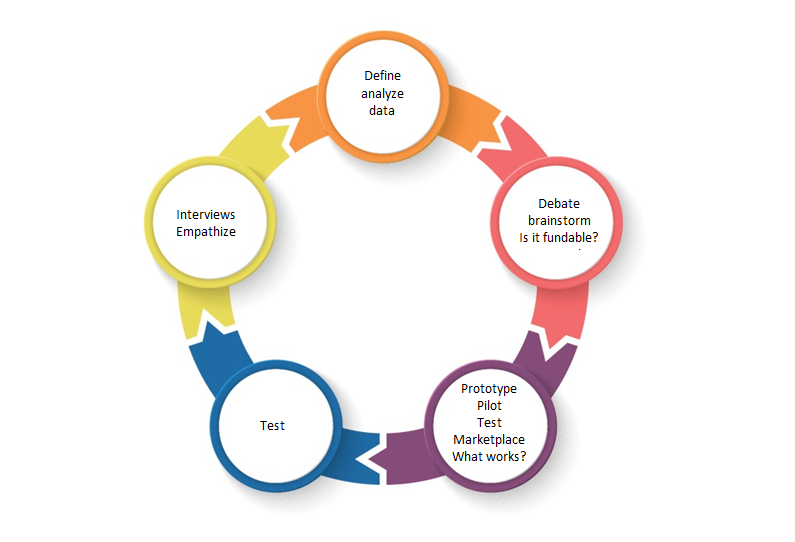 Define
analyze
data
Debate
brainstorm
Is it fundable?
Prototype
Pilot
Test
Marketplace
What works?
Test
Interviews
Empathize